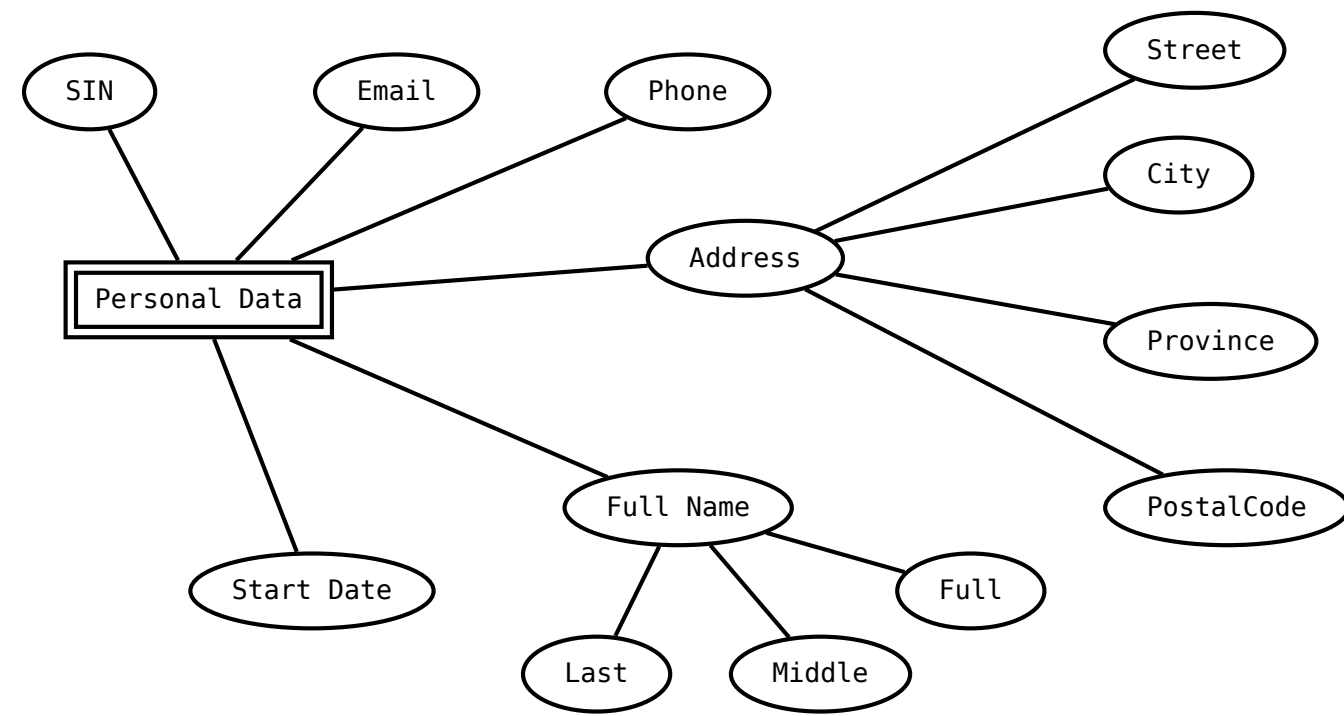 Street
SIN
Email
Phone
City
Address
Personal Data
Province
Full Name
PostalCode
Start Date
Full
Last
Middle